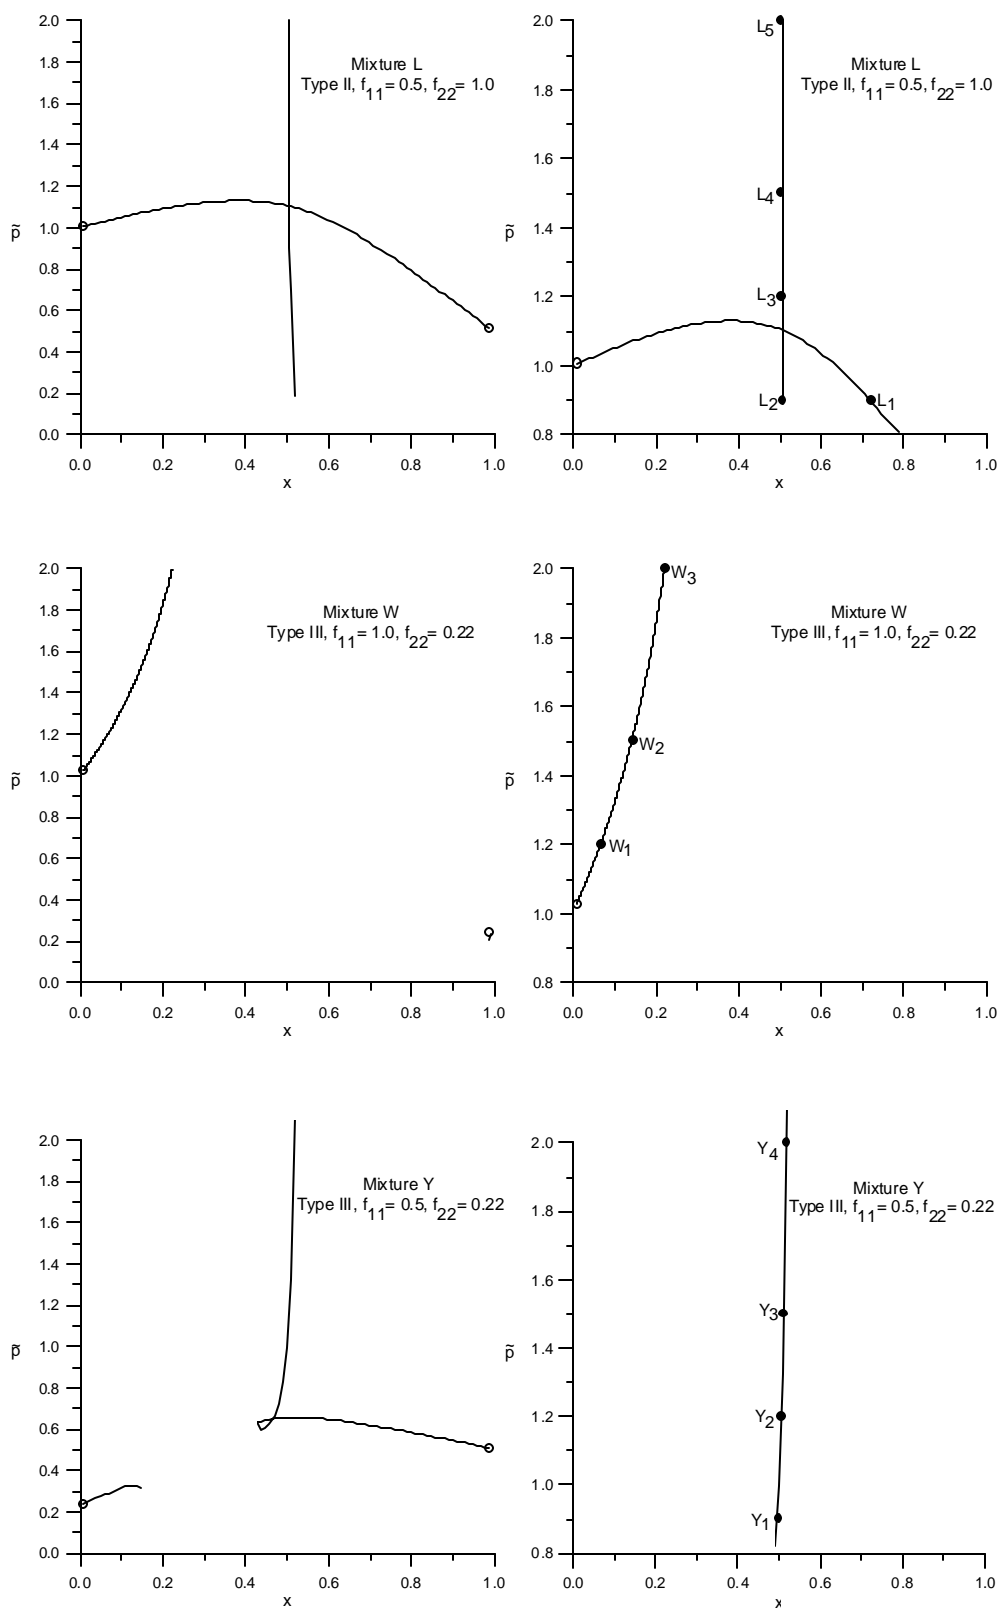 2.0
1.8
1.6
1.4
1.2
1.0
0.8
0.6
0.4
0.2
0.0
p̃
Mixture L
Type II, f11= 0.5, f22= 1.0
0.0 0.2 0.4 0.6 0.8 1.0
x
2.0
1.8
1.6
1.4
1.2
1.0
0.8
p̃
Mixture L
Type II, f11= 0.5, f22= 1.0
L5
L4
L3
L2
L1
0.0 0.2 0.4 0.6 0.8 1.0
x
2.0
1.8
1.6
1.4
1.2
1.0
0.8
0.6
0.4
0.2
0.0
p̃
Mixture W
Type III, f11= 1.0, f22= 0.22
0.0 0.2 0.4 0.6 0.8 1.0
x
2.0
1.8
1.6
1.4
1.2
1.0
0.8
p̃
Mixture W
Type III, f11= 1.0, f22= 0.22
W3
W2
W1
0.0 0.2 0.4 0.6 0.8 1.0
x
2.0
1.8
1.6
1.4
1.2
1.0
0.8
0.6
0.4
0.2
0.0
p̃
Mixture Y
Type III, f11= 0.5, f22= 0.22
0.0 0.2 0.4 0.6 0.8 1.0
x
2.0
1.8
1.6
1.4
1.2
1.0
0.8
p̃
Mixture Y
Type III, f11= 0.5, f22= 0.22
Y4
Y3
Y2
Y1
0.0 0.2 0.4 0.6 0.8 1.0
x